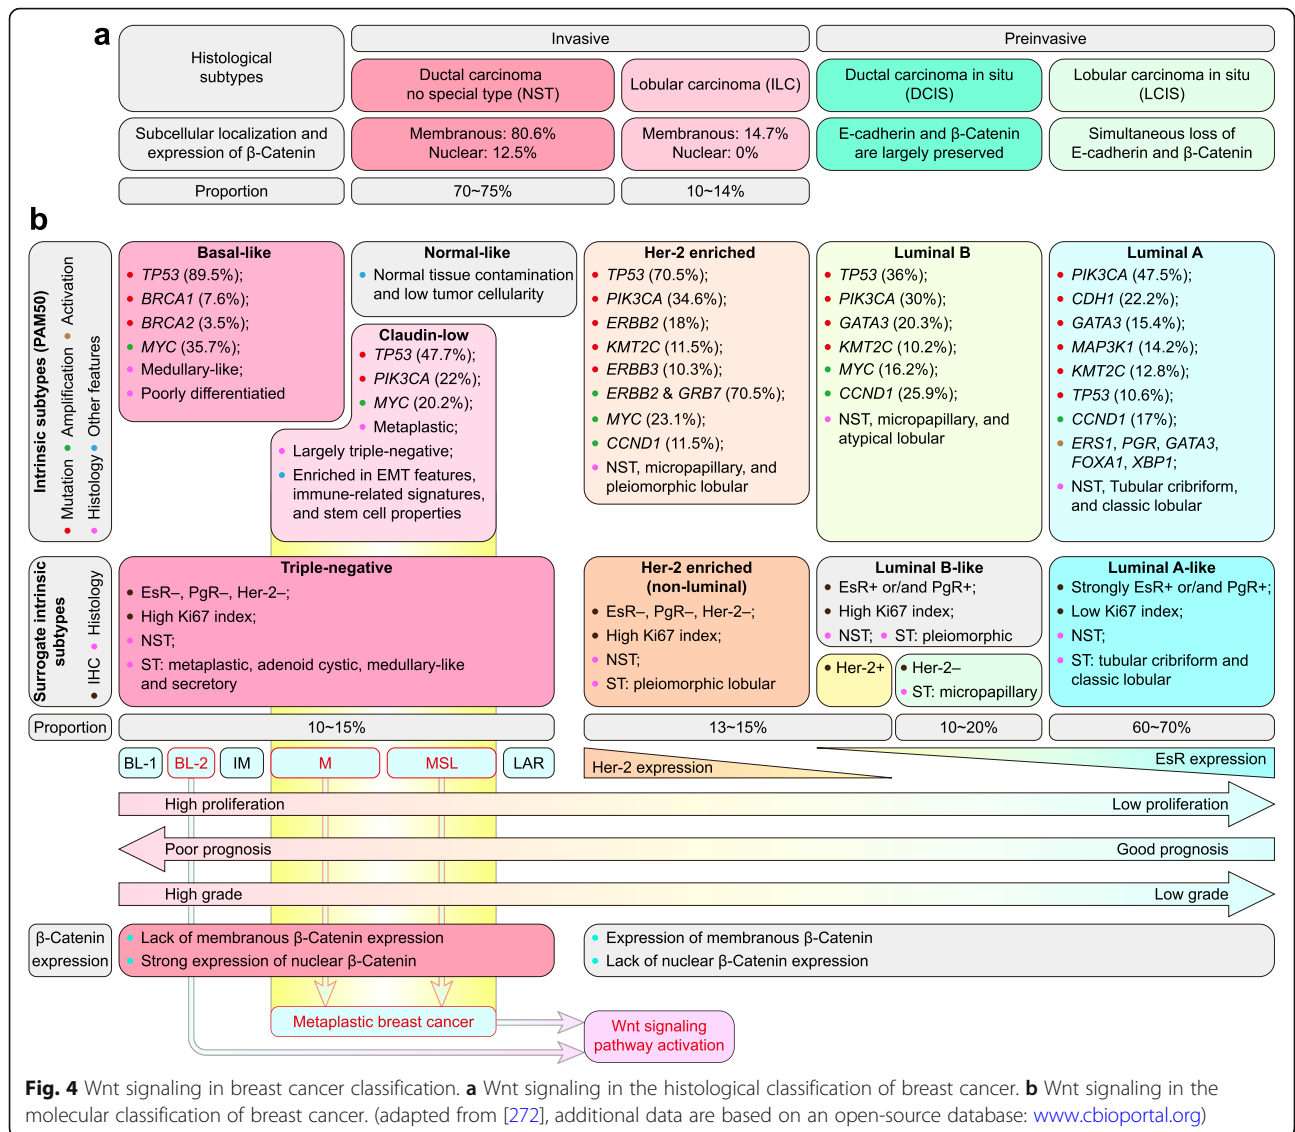 a
Histological
subtypes
Invasive
Preinvasive
Ductal carcinoma
no special type (NST)
Lobular carcinoma (ILC)
Ductal carcinoma in situ
(DCIS)
Lobular carcinoma in situ
(LCIS)
Subcellular localization and
expression of β-Catenin
Membranous: 80.6%
Nuclear: 12.5%
Membranous: 14.7%
Nuclear: 0%
E-cadherin and β-Catenin
are largely preserved
Simultaneous loss of
E-cadherin and β-Catenin
Proportion
70~75%
10~14%
b
Intrinsic subtypes (PAM50)
• Mutation • Amplification • Activation
• Histology • Other features
Basal-like
• TP53 (89.5%);
• BRCA1 (7.6%);
• BRCA2 (3.5%);
• MYC (35.7%);
• Medullary-like;
• Poorly differentiatied
Normal-like
• Normal tissue contamination
and low tumor cellularity
Claudin-low
• TP53 (47.7%);
• PIK3CA (22%);
• MYC (20.2%);
• Metaplastic;
• Largely triple-negative;
• Enriched in EMT features,
immune-related signatures,
and stem cell properties
Her-2 enriched
• TP53 (70.5%);
• PIK3CA (34.6%);
• ERBB2 (18%);
• KMT2C (11.5%);
• ERBB3 (10.3%);
• ERBB2 & GRB7 (70.5%);
• MYC (23.1%);
• CCND1 (11.5%);
• NST, micropapillary, and
pleiomorphic lobular
Luminal B
• TP53 (36%);
• PIK3CA (30%);
• GATA3 (20.3%);
• KMT2C (10.2%);
• MYC (16.2%);
• CCND1 (25.9%);
• NST, micropapillary, and
atypical lobular
Luminal A
• PIK3CA (47.5%);
• CDH1 (22.2%);
• GATA3 (15.4%);
• MAP3K1 (14.2%);
• KMT2C (12.8%);
• TP53 (10.6%);
• CCND1 (17%);
• ERS1, PGR, GATA3,
FOXA1, XBP1;
• NST, Tubular cribriform,
and classic lobular
Surrogate intrinsic
subtypes
• IHC • Histology
Triple-negative
• EsR–, PgR–, Her-2–;
• High Ki67 index;
• NST;
• ST: metaplastic, adenoid cystic, medullary-like
and secretory
Her-2 enriched
(non-luminal)
• EsR–, PgR–, Her-2–;
• High Ki67 index;
• NST;
• ST: pleiomorphic lobular
Luminal B-like
• EsR+ or/and PgR+;
• High Ki67 index;
• NST; • ST: pleiomorphic
• Her-2+
• Her-2–
• ST: micropapillary
Luminal A-like
• Strongly EsR+ or/and PgR+;
• Low Ki67 index;
• NST;
• ST: tubular cribriform and
classic lobular
Proportion
10~15%
13~15%
10~20%
60~70%
BL-1
BL-2
IM
M
MSL
LAR
Her-2 expression
EsR expression
High proliferation
Low proliferation
Poor prognosis
Good prognosis
High grade
Low grade
β-Catenin
expression
• Lack of membranous β-Catenin expression
• Strong expression of nuclear β-Catenin
• Expression of membranous β-Catenin
• Lack of nuclear β-Catenin expression
Metaplastic breast cancer
Wnt signaling
pathway activation
Fig. 4 Wnt signaling in breast cancer classification. a Wnt signaling in the histological classification of breast cancer. b Wnt signaling in the
molecular classification of breast cancer. (adapted from [272], additional data are based on an open-source database: www.cbioportal.org)